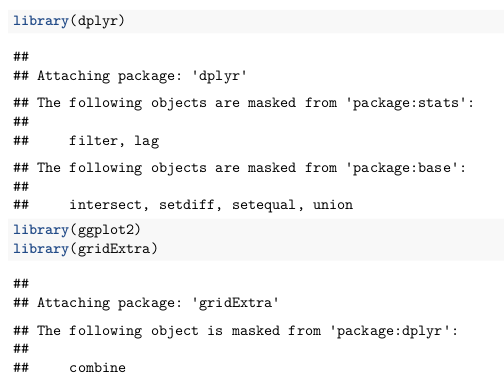 library(dplyr)
##
## Attaching package: 'dplyr'
## The following objects are masked from 'package:stats':
##
##     filter, lag
## The following objects are masked from 'package:base':
##
##     intersect, setdiff, setequal, union
library(ggplot2)
library(gridExtra)
##
## Attaching package: 'gridExtra'
## The following object is masked from 'package:dplyr':
##
##     combine